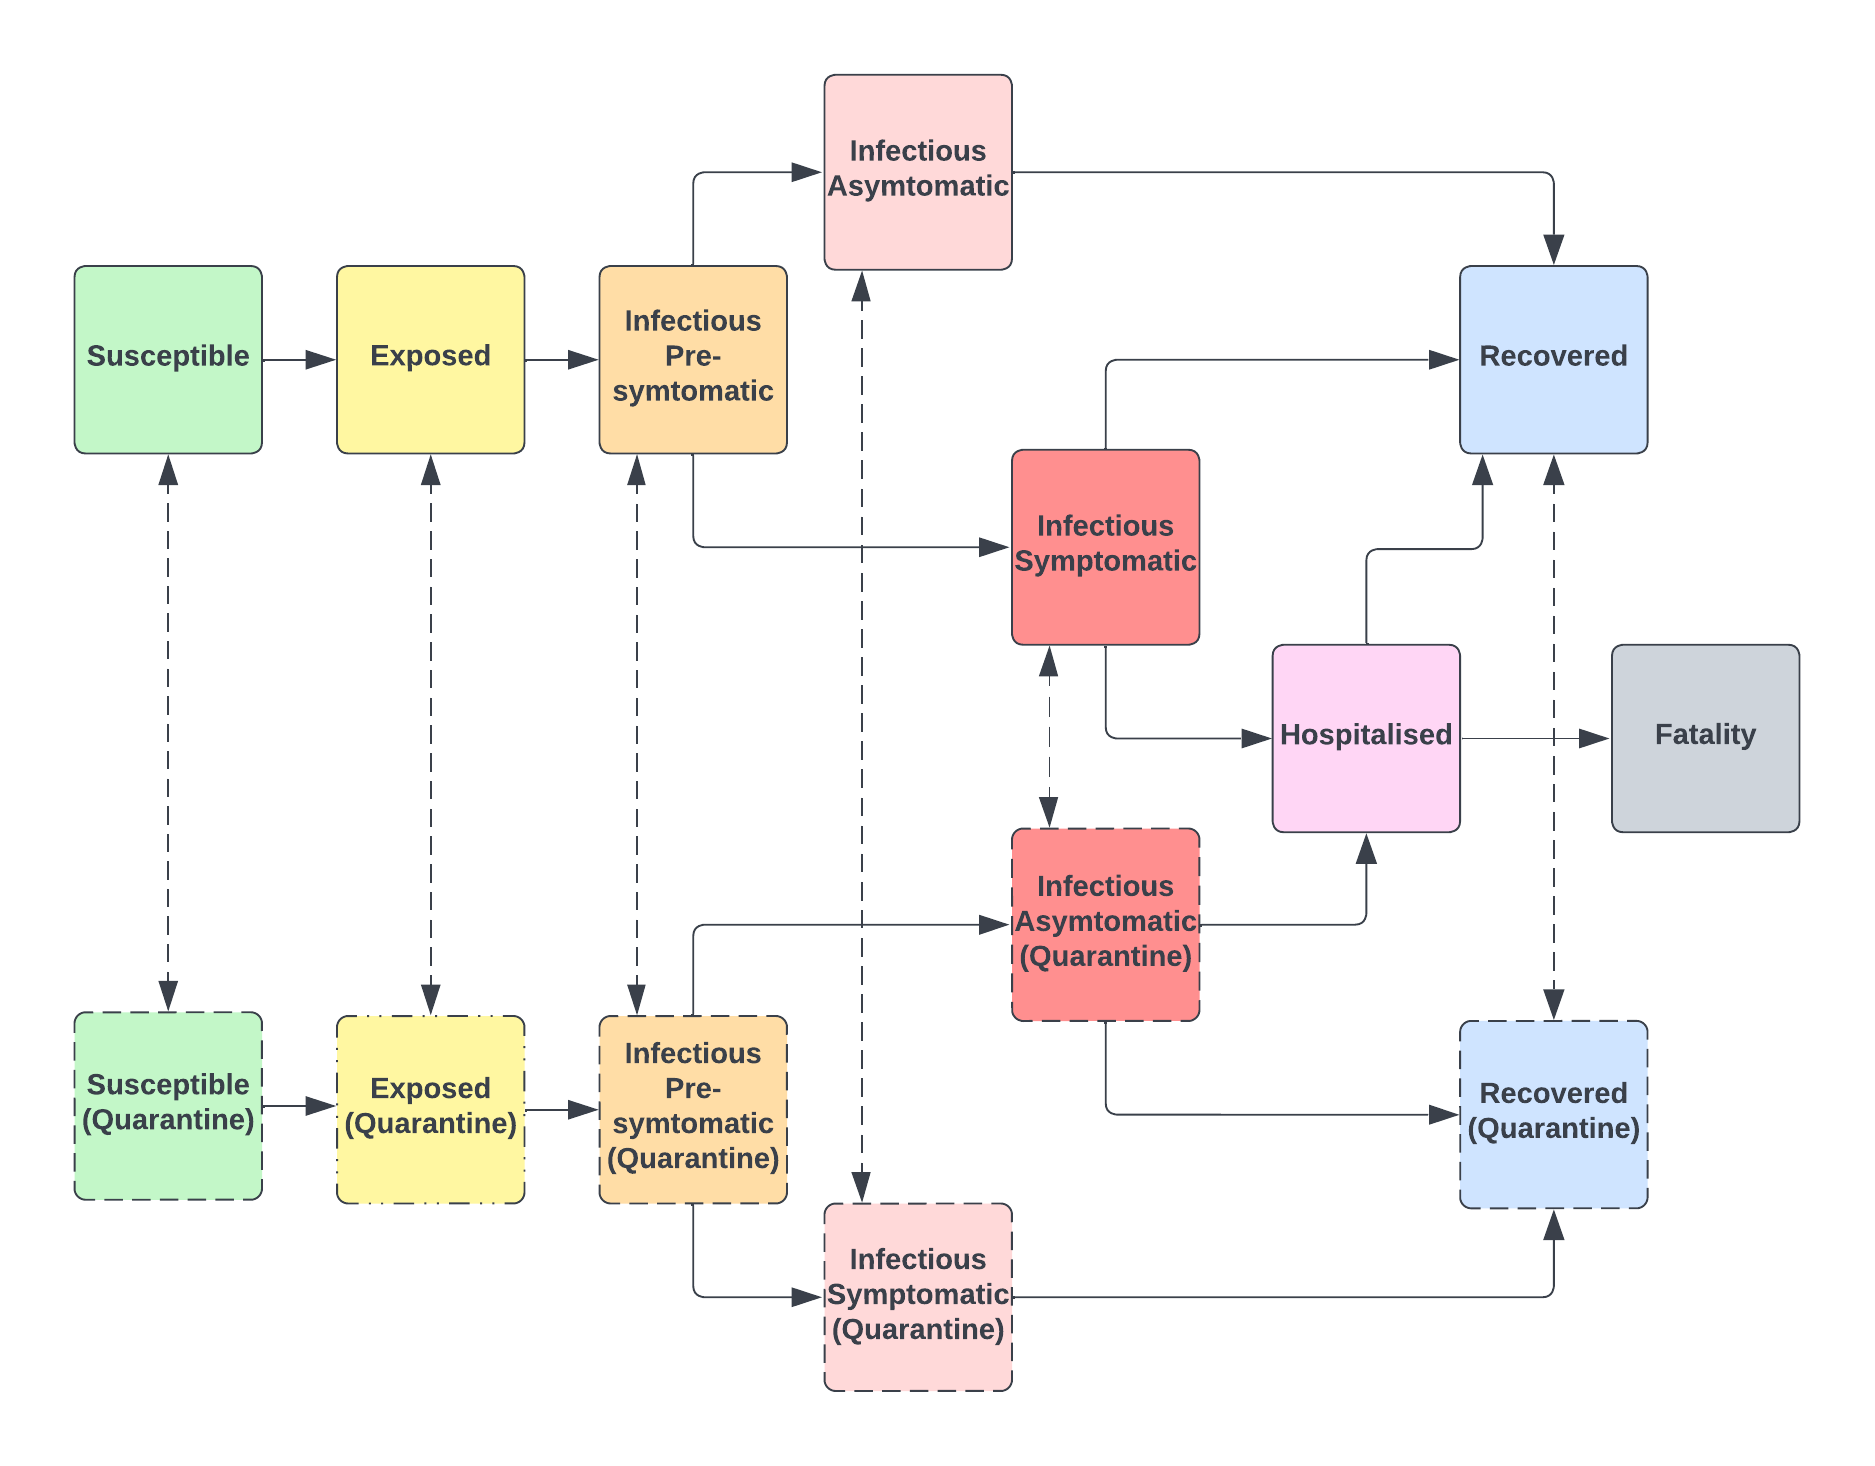 Infectious
Asymtomatic
Susceptible
Exposed
Infectious
Pre-
symtomatic
Recovered
Infectious
Symptomatic
Hospitalised
Fatality
Infectious
Asymtomatic
(Quarantine)
Susceptible
(Quarantine)
Exposed
(Quarantine)
Infectious
Pre-
symtomatic
(Quarantine)
Recovered
(Quarantine)
Infectious
Symptomatic
(Quarantine)